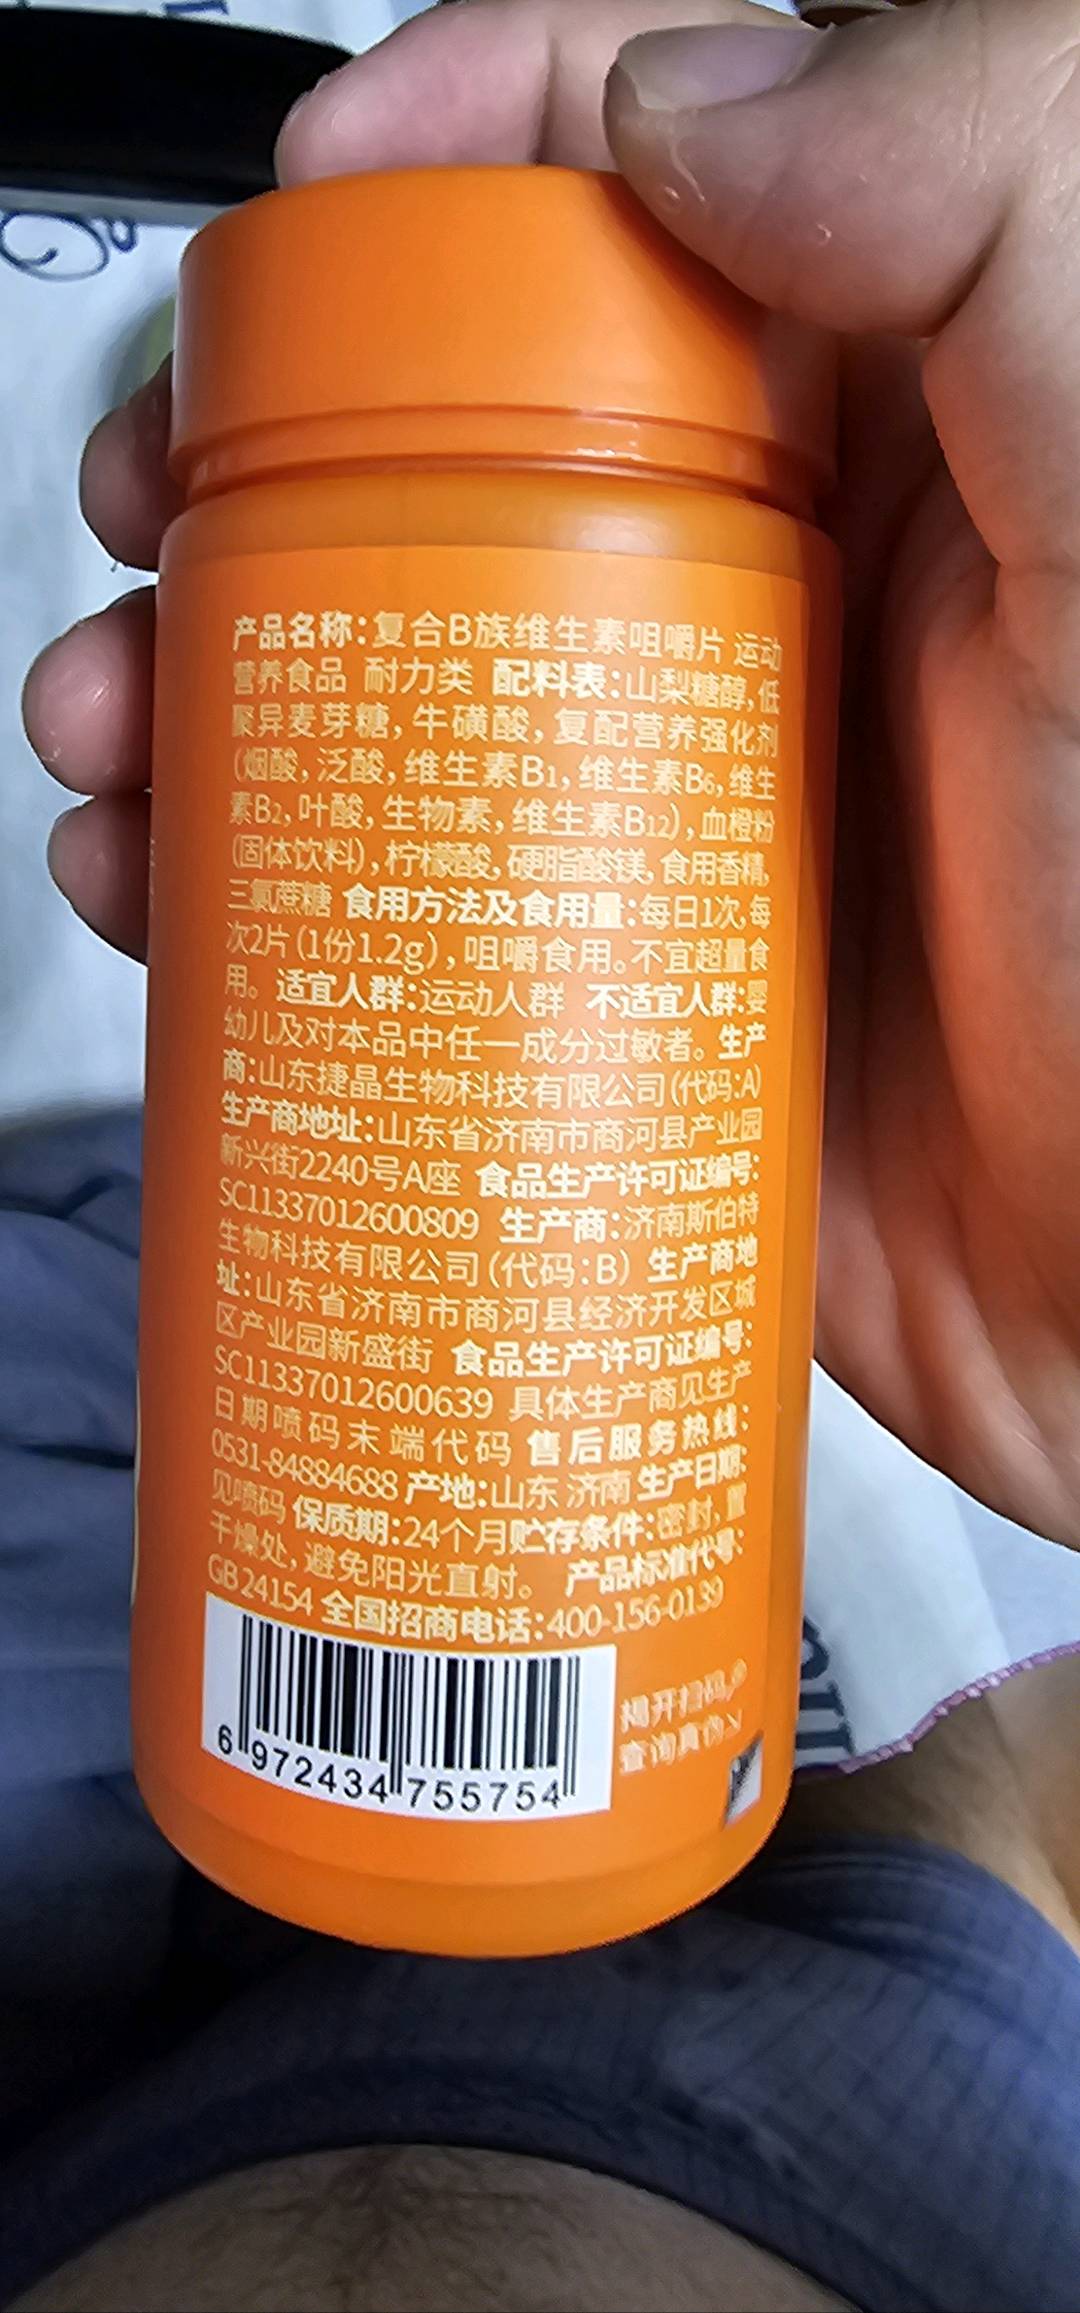 产品名称:复合B族维生素咀嚼片 运动
营养食品 耐力类 配料表:山梨糖醇,低
聚异麦芽糖,牛磺酸,复配营养强化剂
(烟酸,泛酸,维生素B1,维生素B6,维生
素B2,叶酸,生物素,维生素B12),血橙粉
(固体饮料),柠檬酸,硬脂酸镁,食用香精,
三氯蔗糖 食用方法及食用量:每日1次,每
次2片(1份1.2g),咀嚼食用。不宜超量食
用。 适宜人群:运动人群 不适宜人群:婴
幼儿及对本品中任一成分过敏者。生产
商:山东捷晶生物科技有限公司(代码:A)
生产商地址:山东省济南市商河县产业园
新兴街2240号A座 食品生产许可证编号:
SC11337012600809 生产商:济南斯伯特
生物科技有限公司(代码:B) 生产商地
址:山东省济南市商河县经济开发区城
区产业园新盛街 食品生产许可证编号:
SC11337012600639 具体生产商见生产
日期喷码末端代码 售后服务热线:
0531-84884688 产地:山东 济南 生产日期:
见喷码 保质期:24个月贮存条件:密封,置
干燥处,避免阳光直射。 产品标准代号:
GB 24154 全国招商电话:400-156-0139
揭开扫码
查询真伪
6 972434 755754